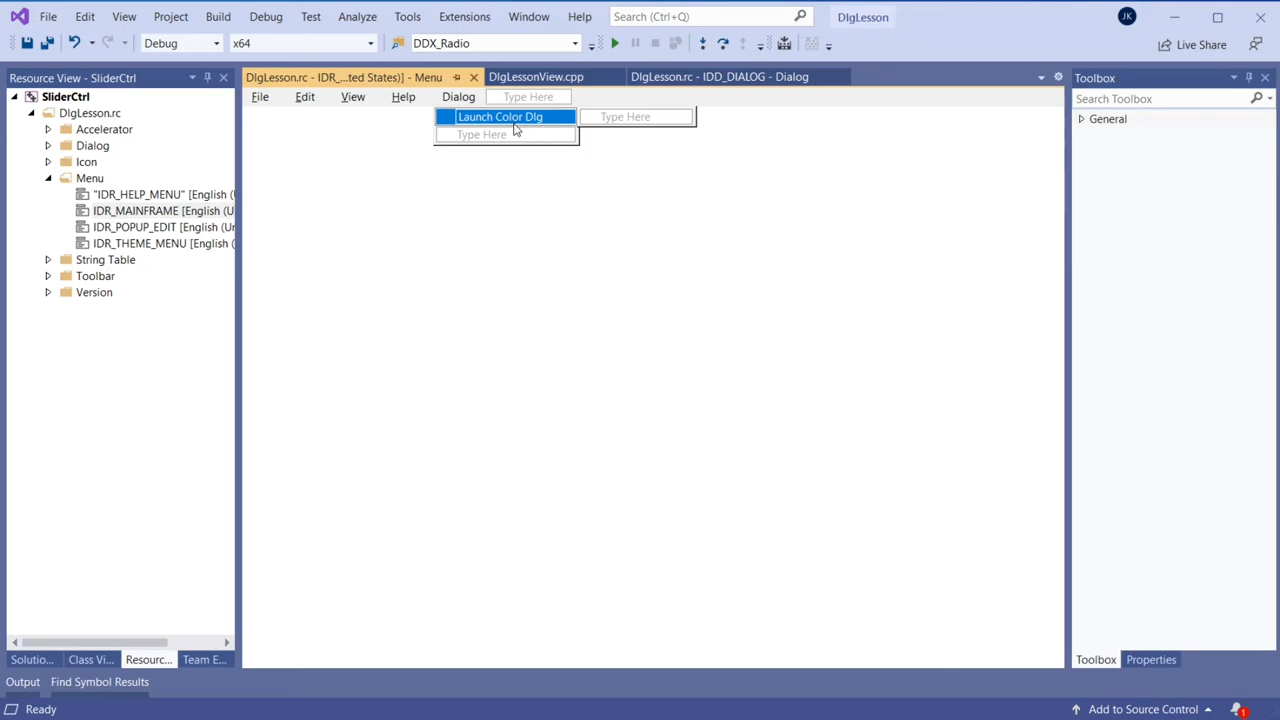 File Edit View Project Build Debug Test Analyze Tools Extensions Window Help Search (Ctrl+Q) DlgLesson JK
Debug x64 DDX_Radio Live Share
Resource View - SliderCtrl
DlgLesson.rc - IDR_...ted States)] - Menu DlgLessonView.cpp DlgLesson.rc - IDD_DIALOG - Dialog
Toolbox
SliderCtrl
DlgLesson.rc
Accelerator
Dialog
Icon
Menu
"IDR_HELP_MENU" [English (U
IDR_MAINFRAME [English (U
IDR_POPUP_EDIT [English (Un
IDR_THEME_MENU [English (
String Table
Toolbar
Version
File Edit View Help Dialog Type Here
Launch Color Dlg Type Here
Type Here
Search Toolbox
General
Solutio... Class Vi... Resourc... Team E...
Toolbox Properties
Output Find Symbol Results
Ready Add to Source Control 1